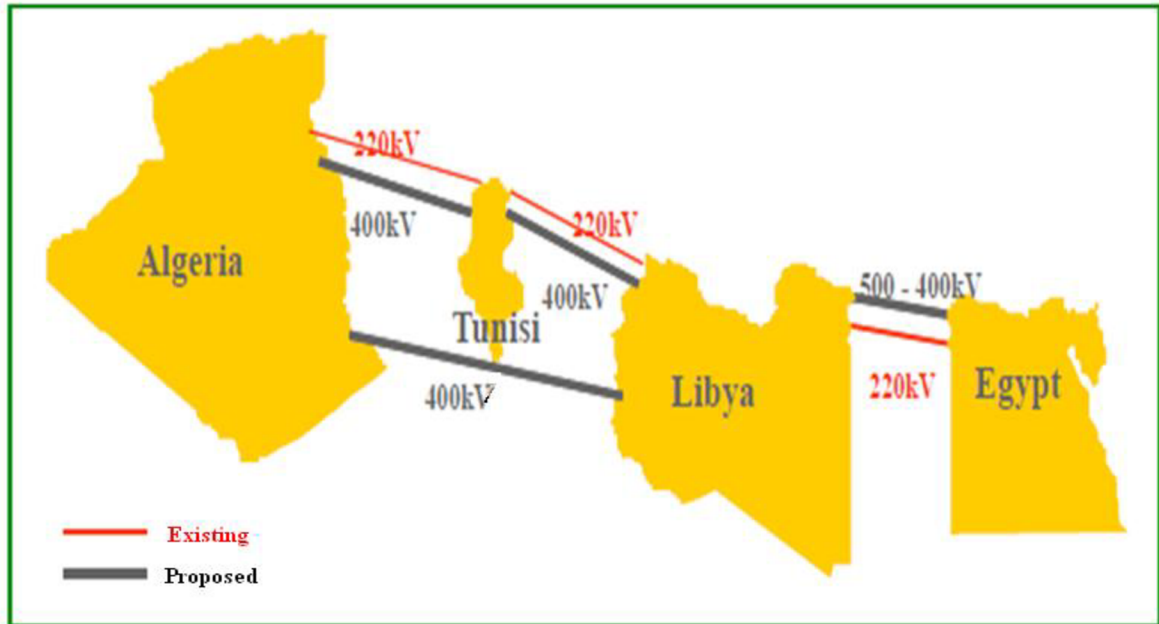 220kV
400kV
220kV
Algeria
400kV
500 - 400kV
Tunisi
400kV
Libya
220kV
Egypt
Existing
Proposed